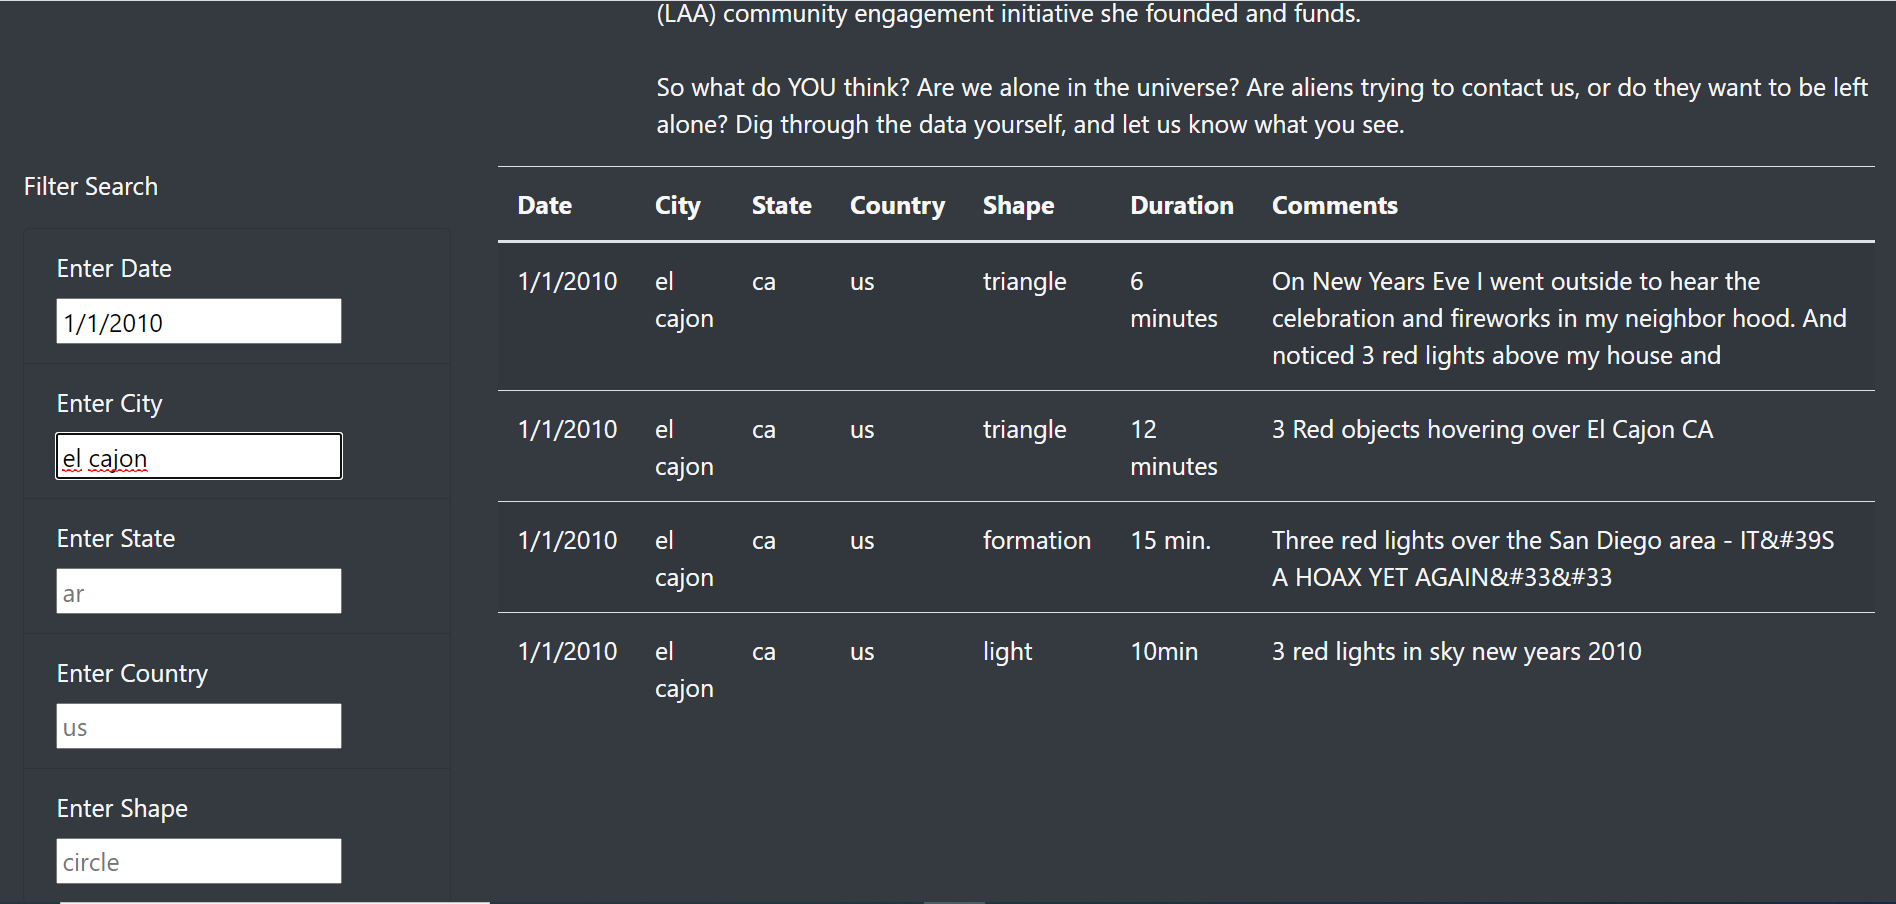 (LAA) community engagement initiative she founded and funds.
So what do YOU think? Are we alone in the universe? Are aliens trying to contact us, or do they want to be left
alone? Dig through the data yourself, and let us know what you see.
Filter Search
Enter Date
1/1/2010
Enter City
el cajon
Enter State
ar
Enter Country
us
Enter Shape
circle
Date City State Country Shape Duration Comments
1/1/2010 el ca us triangle 6 On New Years Eve I went outside to hear the
cajon minutes celebration and fireworks in my neighbor hood. And
noticed 3 red lights above my house and
1/1/2010 el ca us triangle 12 3 Red objects hovering over El Cajon CA
cajon minutes
1/1/2010 el ca us formation 15 min. Three red lights over the San Diego area - IT&#39S
cajon A HOAX YET AGAIN&#33&#33
1/1/2010 el ca us light 10min 3 red lights in sky new years 2010
cajon